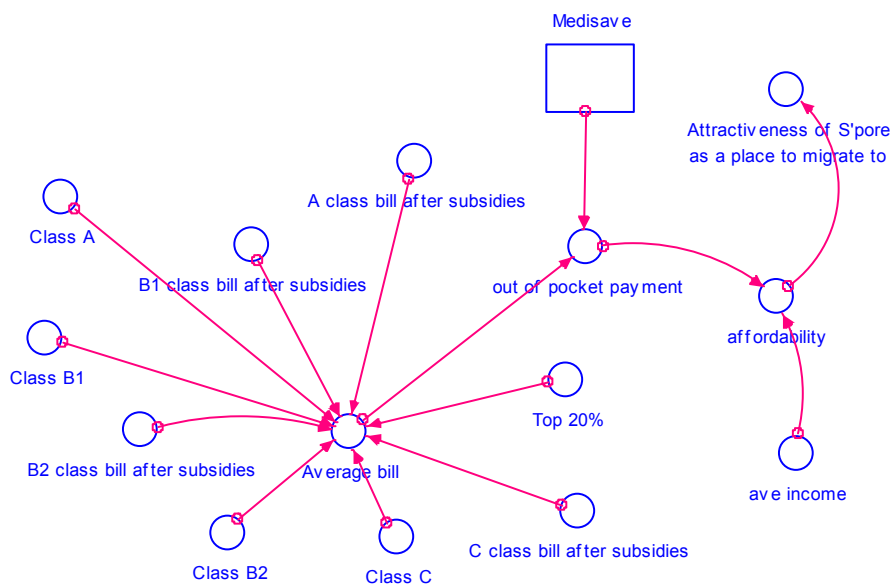 Medisave
Attractiveness of S'pore
as a place to migrate to
A class bill after subsidies
Class A
B1 class bill after subsidies
out of pocket payment
affordability
Class B1
Top 20%
B2 class bill after subsidies
Average bill
ave income
C class bill after subsidies
Class B2
Class C